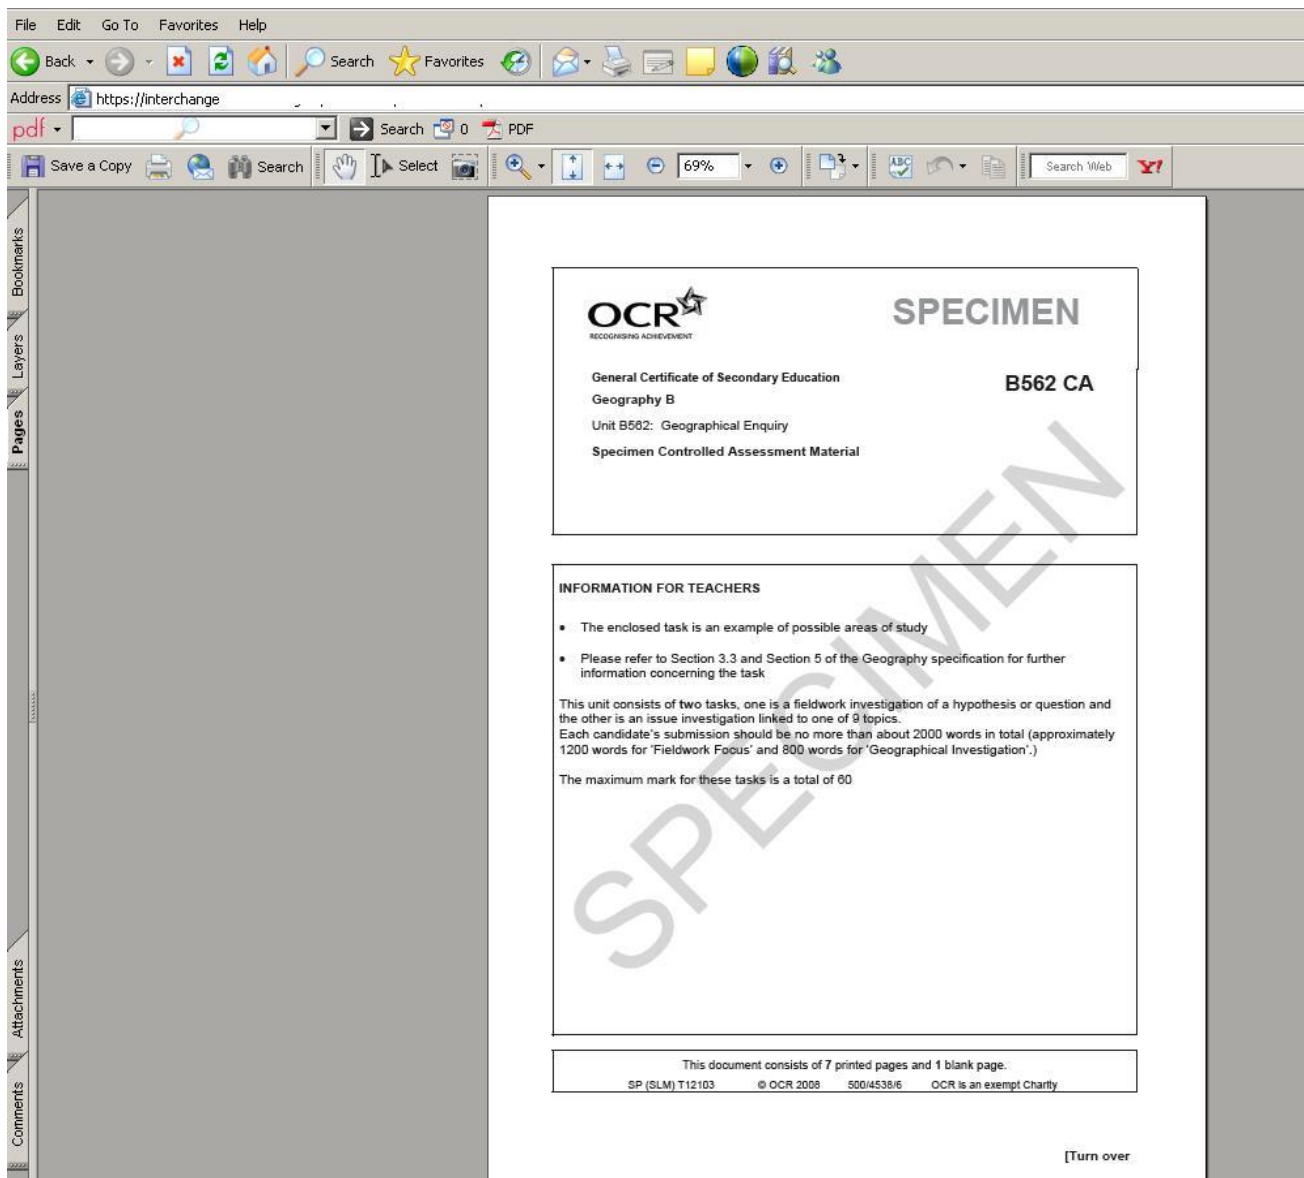 File Edit Go To Favorites Help
Back Search Favorites
Address https://interchange
pdf Search 0 PDF
Save a Copy Search Select 69% ABC Search Web Y!
Bookmarks
Layers
Pages
Attachments
Comments
OCR
RECOGNISING ACHIEVEMENT
SPECIMEN
General Certificate of Secondary Education
B562 CA
Geography B
Unit B562: Geographical Enquiry
Specimen Controlled Assessment Material
SPECIMEN
INFORMATION FOR TEACHERS
• The enclosed task is an example of possible areas of study
• Please refer to Section 3.3 and Section 5 of the Geography specification for further
information concerning the task
This unit consists of two tasks, one is a fieldwork investigation of a hypothesis or question and
the other is an issue investigation linked to one of 9 topics.
Each candidate's submission should be no more than about 2000 words in total (approximately
1200 words for 'Fieldwork Focus' and 800 words for 'Geographical Investigation'.)
The maximum mark for these tasks is a total of 60
This document consists of 7 printed pages and 1 blank page.
SP (SLM) T12103 © OCR 2008 500/4538/6 OCR is an exempt Charity
[Turn over